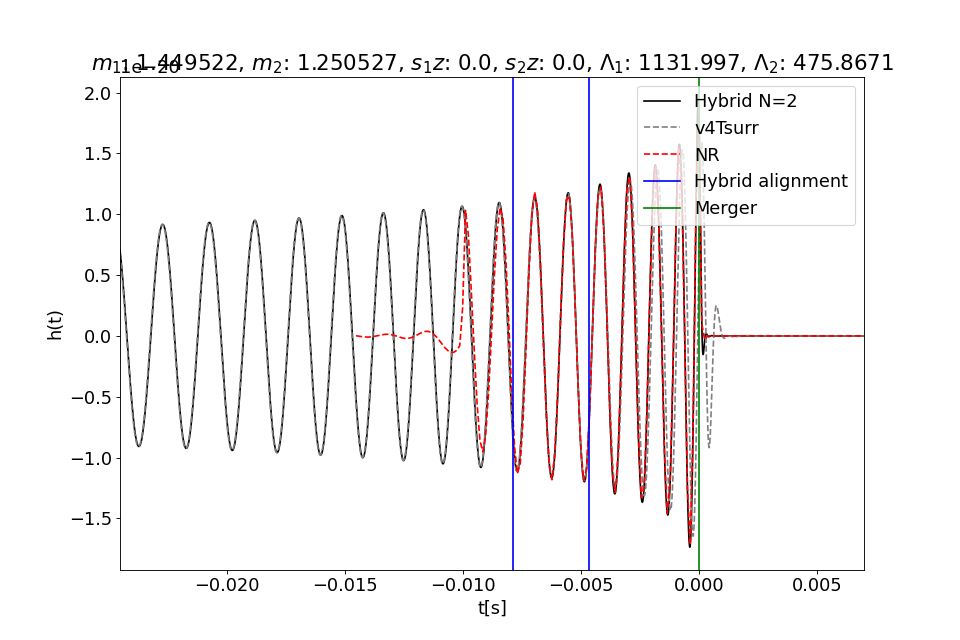 m₁: 1.449522, m₂: 1.250527, s₁z: 0.0, s₂z: 0.0, Λ₁: 1131.997, Λ₂: 475.8671
2.0
1.5
1.0
0.5
0.0
−0.5
−1.0
−1.5
h(t)
Hybrid N=2
v4Tsurr
NR
Hybrid alignment
Merger
−0.020
−0.015
−0.010
−0.005
0.000
0.005
t[s]